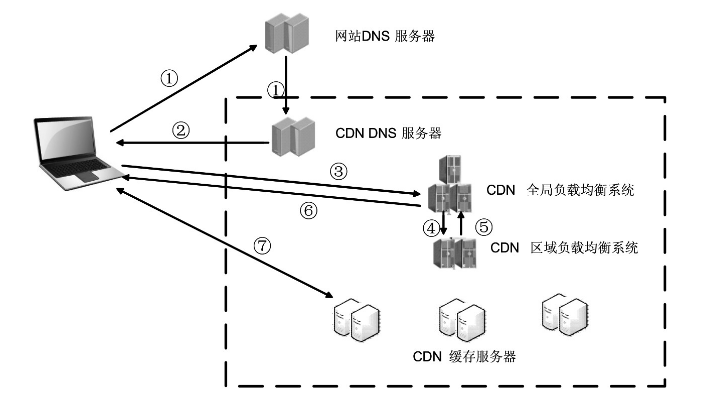 网站DNS 服务器
①
①
CDN DNS 服务器
②
③
CDN 全局负载均衡系统
⑥
④
⑤
CDN 区域负载均衡系统
⑦
CDN 缓存服务器